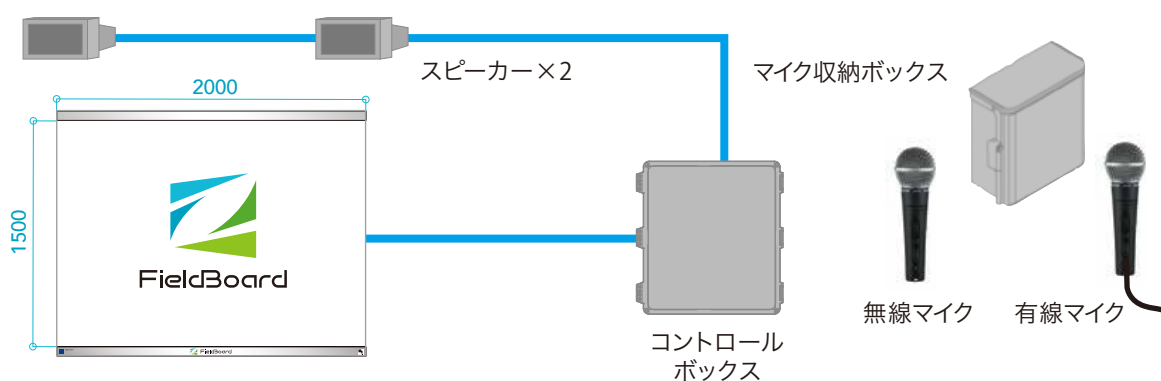 スピーカー×2
マイク収納ボックス
2000
1500
FieldBoard
FieldBoard
コントロール
ボックス
無線マイク
有線マイク